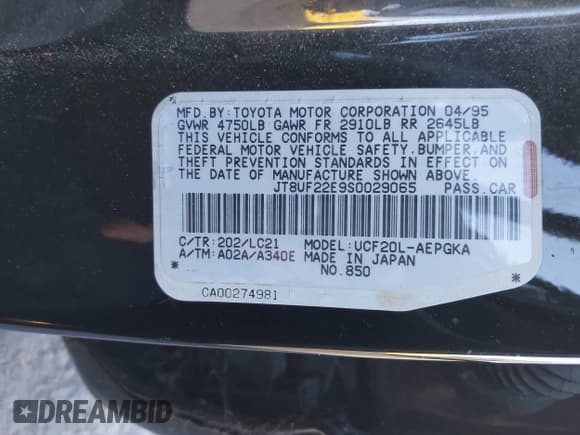 MFD.BY:TOYOTA MOTOR CORPORATION 04/95
GVWR 4750LB GAWR FR 2910LB RR 2645LB
THIS VEHICLE CONFORMS TO ALL APPLICABLE
FEDERAL MOTOR VEHICLE SAFETY.BUMPER.AND
THEFT PREVENTION STANDARDS IN EFFECT ON
THE DATE OF MANUFACTURE SHOWN ABOVE.
JT8UF22E9S0029065 PASS.CAR
C/TR:202/LC21 MODEL:UCF20L-AEPGKA
A/TM:A02A/A340E MADE IN JAPAN
NO.850
CA00274981
DREAMBID